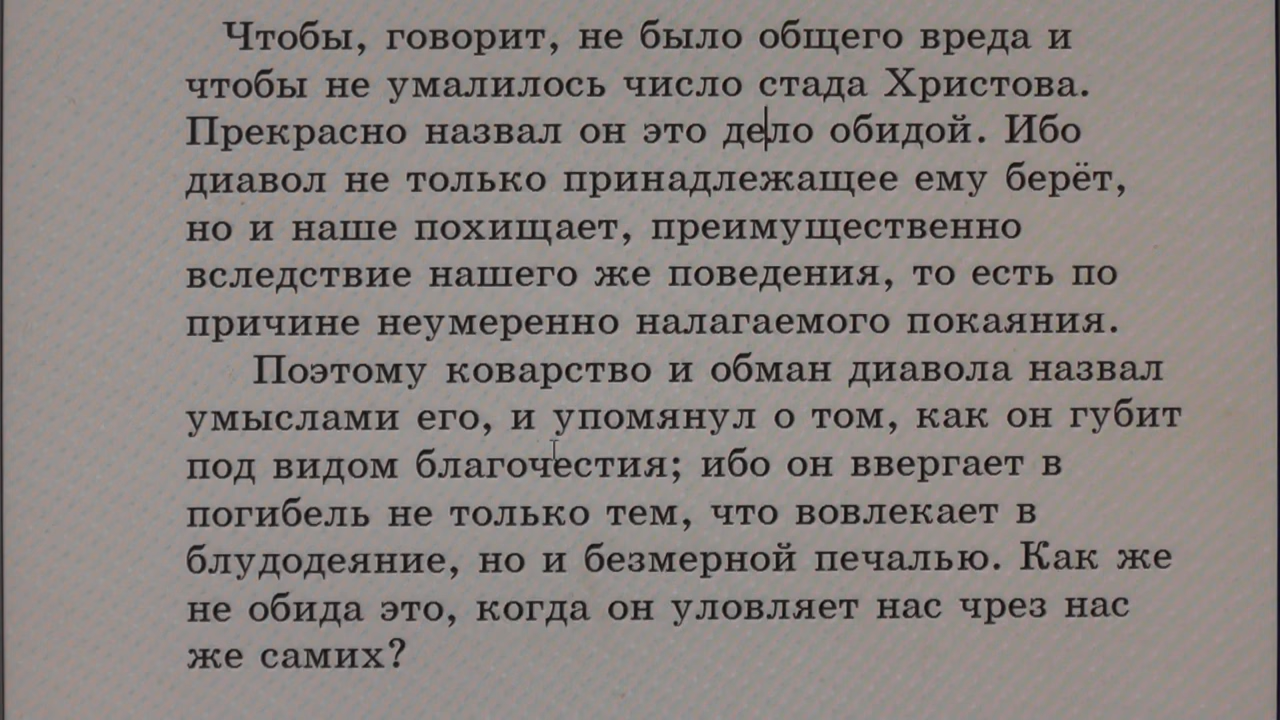 Чтобы, говорит, не было общего вреда и
чтобы не умалилось число стада Христова.
Прекрасно назвал он это дело обидой. Ибо
диавол не только принадлежащее ему берёт,
но и наше похищает, преимущественно
вследствие нашего же поведения, то есть по
причине неумеренно налагаемого покаяния.
Поэтому коварство и обман диавола назвал
умыслами его, и упомянул о том, как он губит
под видом благочестия; ибо он ввергает в
погибель не только тем, что вовлекает в
блудодеяние, но и безмерной печалью. Как же
не обида это, когда он уловляет нас чрез нас
же самих?